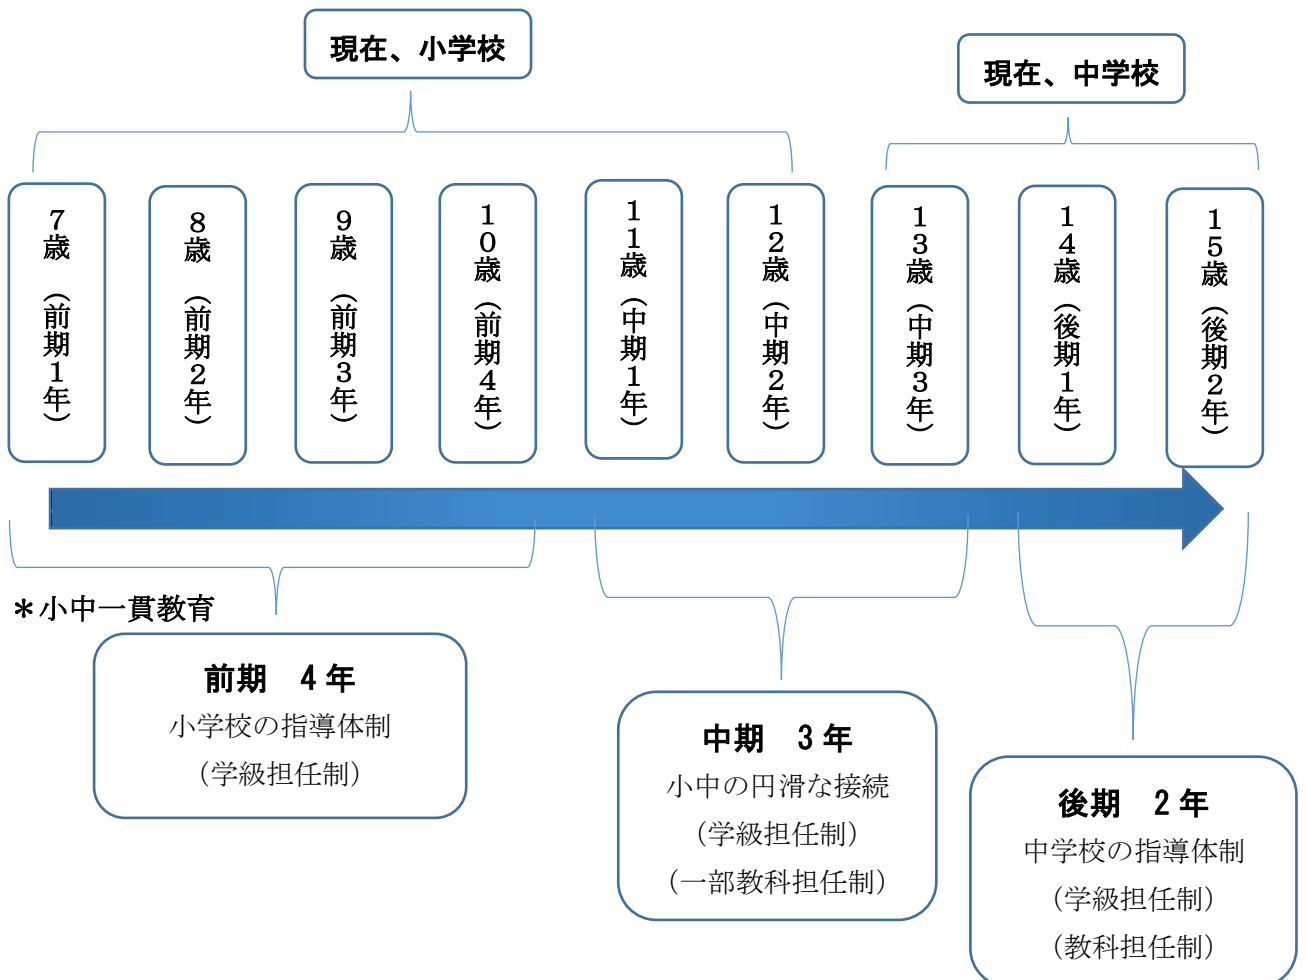 現在、小学校
現在、中学校
７歳　（前期１年）
８歳　（前期２年）
９歳　（前期３年）
１０歳（前期４年）
１１歳（中期１年）
１２歳（中期２年）
１３歳（中期３年）
１４歳（後期１年）
１５歳（後期２年）
＊小中一貫教育
前期　４年
小学校の指導体制
（学級担任制）
中期　３年
小中の円滑な接続
（学級担任制）
（一部教科担任制）
後期　２年
中学校の指導体制
（学級担任制）
（教科担任制）